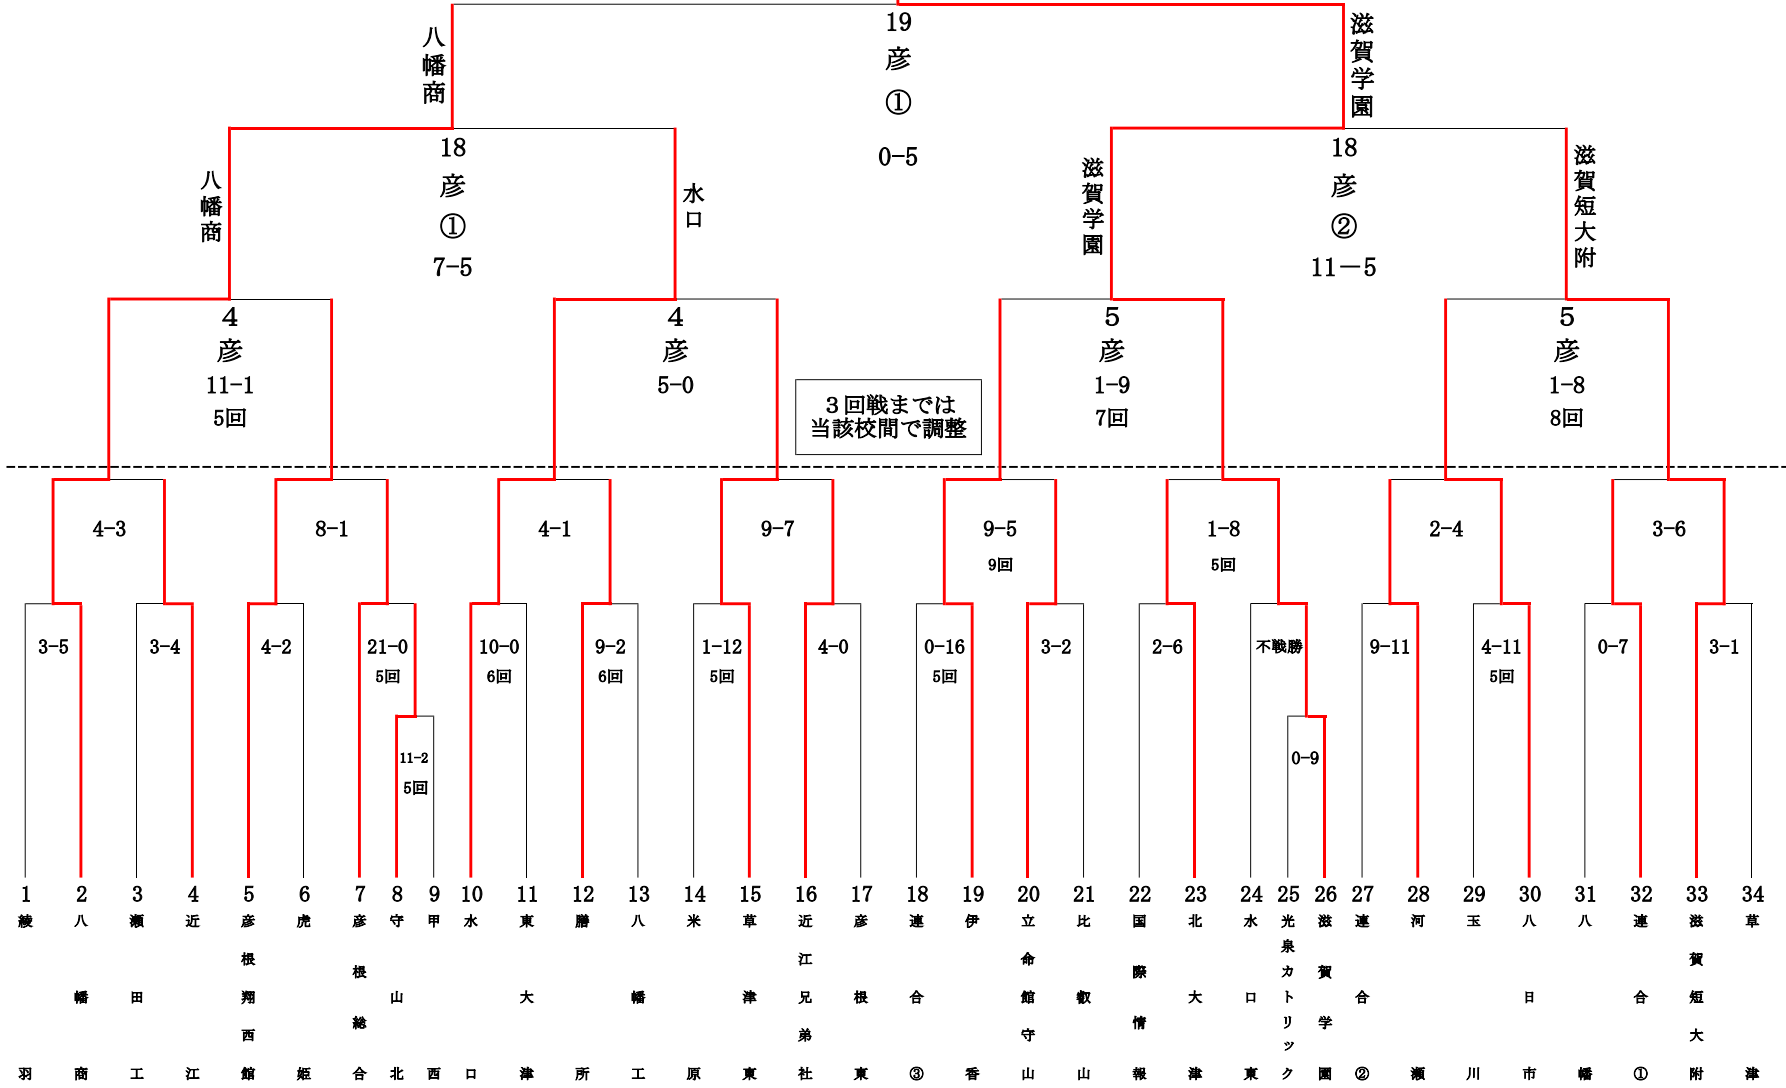 19
彦
①
0-5
八幡商
滋賀学園
18
彦
①
7-5
18
彦
②
11－5
八幡商
水口
滋賀学園
滋賀短大附
4
彦
11-1
5回
4
彦
5-0
5
彦
1-9
7回
5
彦
1-8
8回
３回戦までは
当該校間で調整
4-3
8-1
4-1
9-7
9-5
9回
1-8
5回
2-4
3-6
3-5
3-4
4-2
21-0
5回
10-0
6回
9-2
6回
1-12
5回
4-0
0-16
5回
3-2
2-6
不戦勝
9-11
4-11
5回
0-7
3-1
11-2
5回
0-9
1 綾羽
2 八幡商
3 瀬田工
4 近江
5 彦根翔西館
6 虎姫
7 彦根総合
8 守山北
9 甲西
10 水口
11 東大津
12 膳所
13 八幡工
14 米原
15 草津東
16 近江兄弟社
17 彦根東
18 連合③
19 伊香
20 立命館守山
21 比叡山
22 国際情報
23 北大津
24 水口東
25 光泉カトリック
26 滋賀学園
27 連合②
28 河瀬
29 玉川
30 八日市
31 八幡
32 連合①
33 滋賀短大附
34 草津